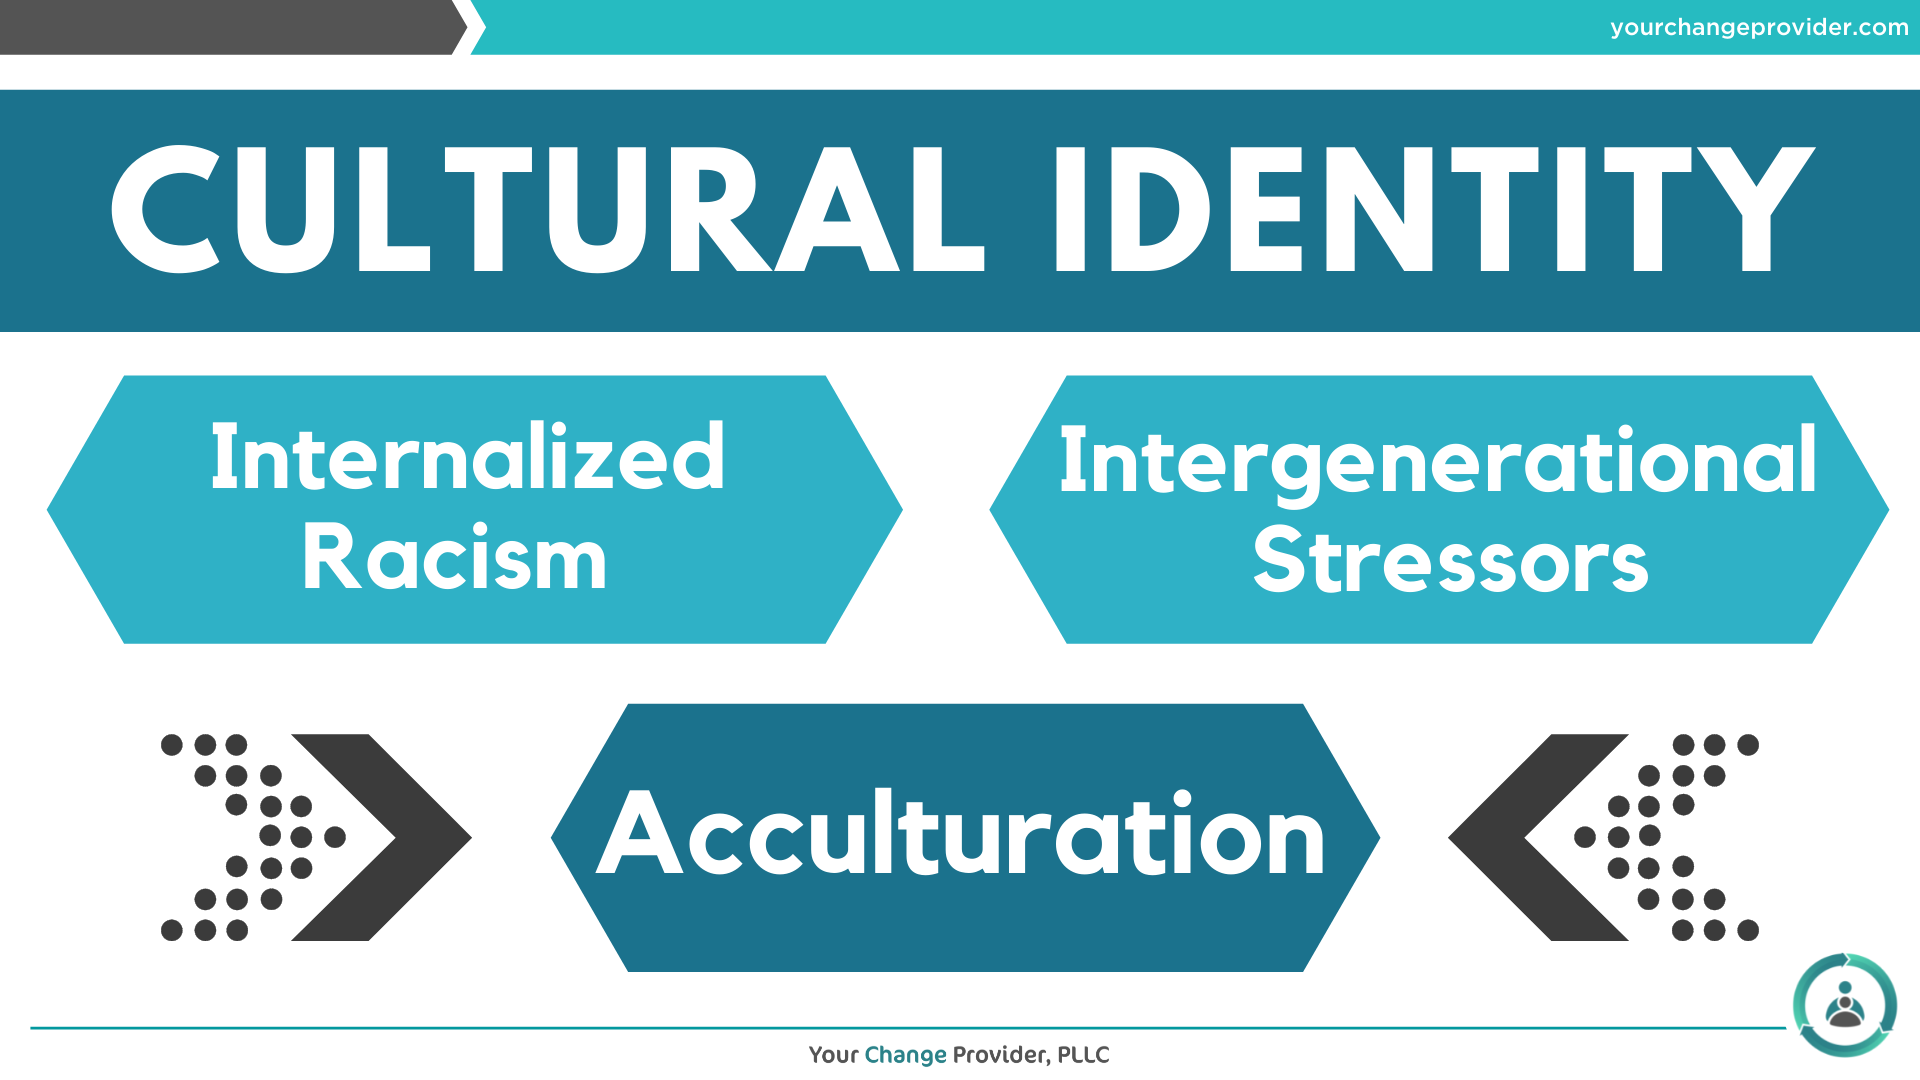 yourchangeprovider.com
CULTURAL IDENTITY
Internalized
Racism
Intergenerational
Stressors
Acculturation
Your Change Provider, PLLC